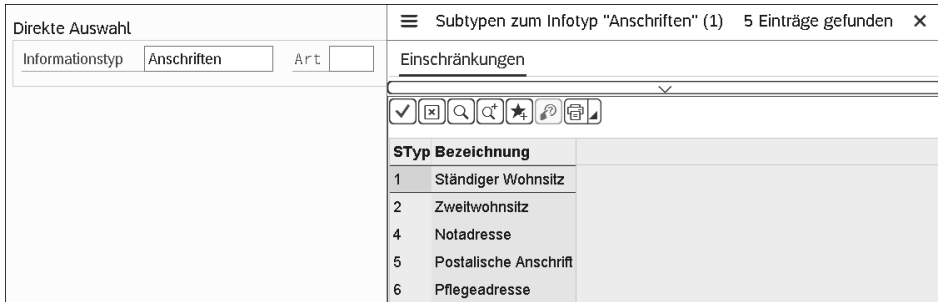 Direkte Auswahl
Informationstyp Anschriften Art
Subtypen zum Infotyp "Anschriften" (1) 5 Einträge gefunden
Einschränkungen
STyp Bezeichnung
1 Ständiger Wohnsitz
2 Zweitwohnsitz
4 Notadresse
5 Postalische Anschrift
6 Pflegeadresse